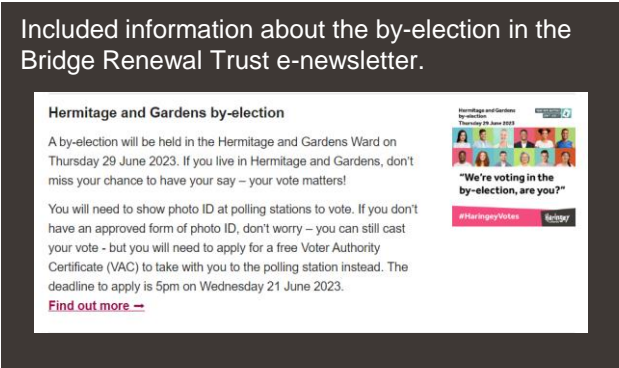 Included information about the by-election in the
Bridge Renewal Trust e-newsletter.
Hermitage and Gardens by-election
A by-election will be held in the Hermitage and Gardens Ward on
Thursday 29 June 2023. If you live in Hermitage and Gardens, don't
miss your chance to have your say – your vote matters!
You will need to show photo ID at polling stations to vote. If you don't
have an approved form of photo ID, don't worry – you can still cast
your vote - but you will need to apply for a free Voter Authority
Certificate (VAC) to take with you to the polling station instead. The
deadline to apply is 5pm on Wednesday 21 June 2023.
Find out more →
Hermitage and Gardens
by-election
Thursday 29 June 2023
"We're voting in the
by-election, are you?"
#HaringeyVotes
Haringey